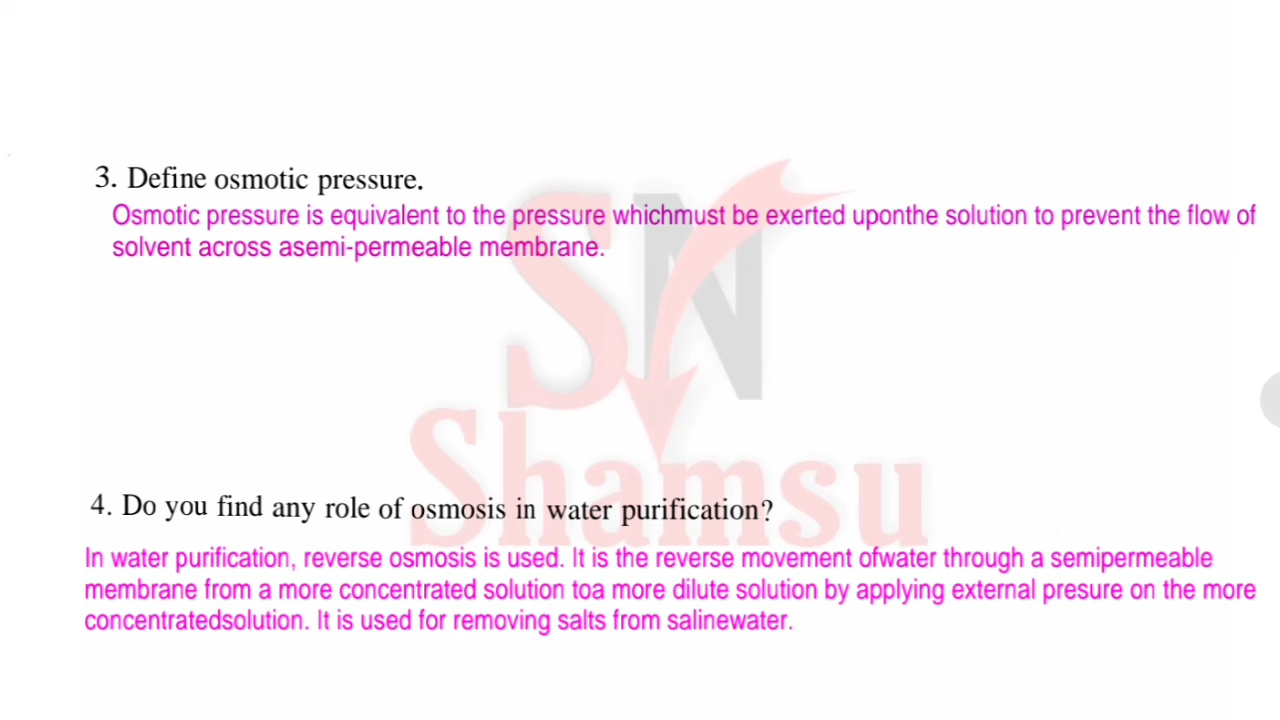 3. Define osmotic pressure.
Osmotic pressure is equivalent to the pressure whichmust be exerted uponthe solution to prevent the flow of
solvent across asemi-permeable membrane.
SN
Shamsu
4. Do you find any role of osmosis in water purification?
In water purification, reverse osmosis is used. It is the reverse movement ofwater through a semipermeable
membrane from a more concentrated solution toa more dilute solution by applying external presure on the more
concentratedsolution. It is used for removing salts from salinewater.